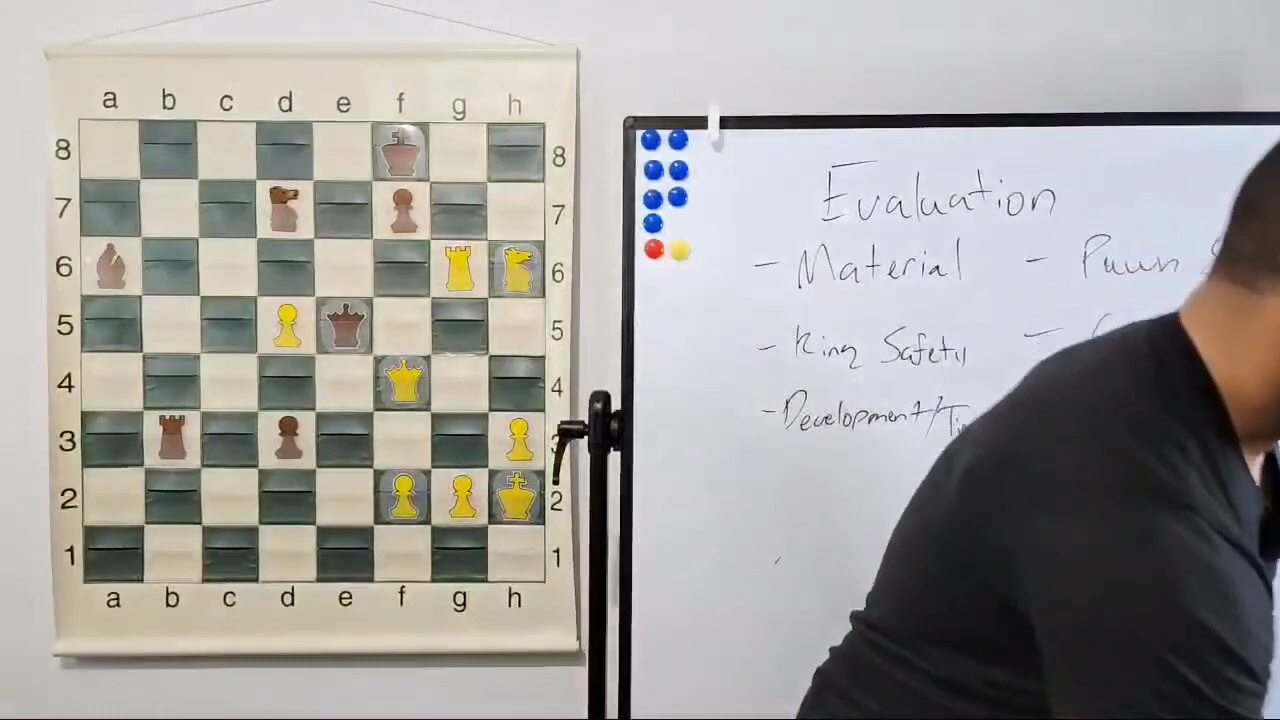 a b c d e f g h
8 8
7 7
6 6
5 5
4 4
3 3
2 2
1 1
a b c d e f g h
Evaluation
- Material - Pawn
- King Safety -
- Development/